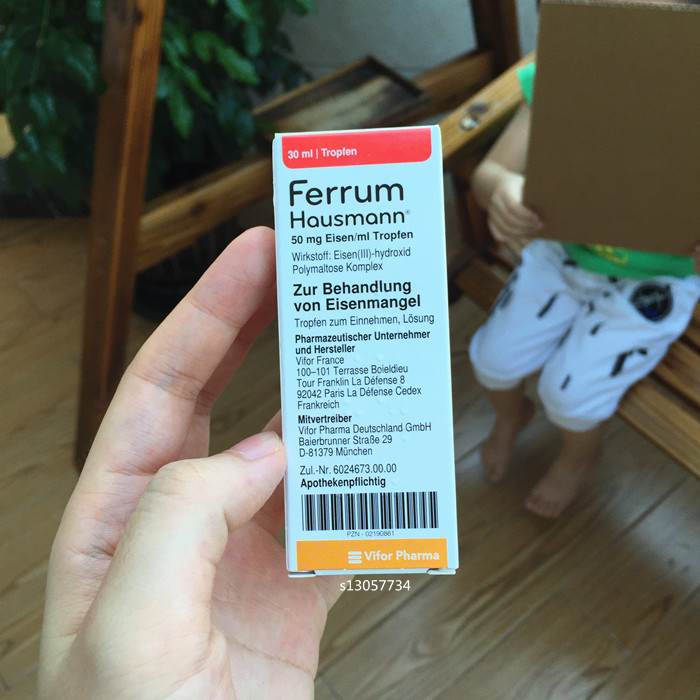 30 ml | Tropfen
Ferrum
Hausmann®
50 mg Eisen/ml Tropfen
Wirkstoff: Eisen(III)-hydroxid
Polymaltose Komplex
Zur Behandlung
von Eisenmangel
Tropfen zum Einnehmen, Lösung
Pharmazeutischer Unternehmer
und Hersteller
Vifor France
100–101 Terrasse Boieldieu
Tour Franklin La Défense 8
92042 Paris La Défense Cedex
Frankreich
Mitvertreiber
Vifor Pharma Deutschland GmbH
Baierbrunner Straße 29
D-81379 München
Zul.-Nr. 6024673.00.00
Apothekenpflichtig
PZN - 02190861
Vifor Pharma
s13057734